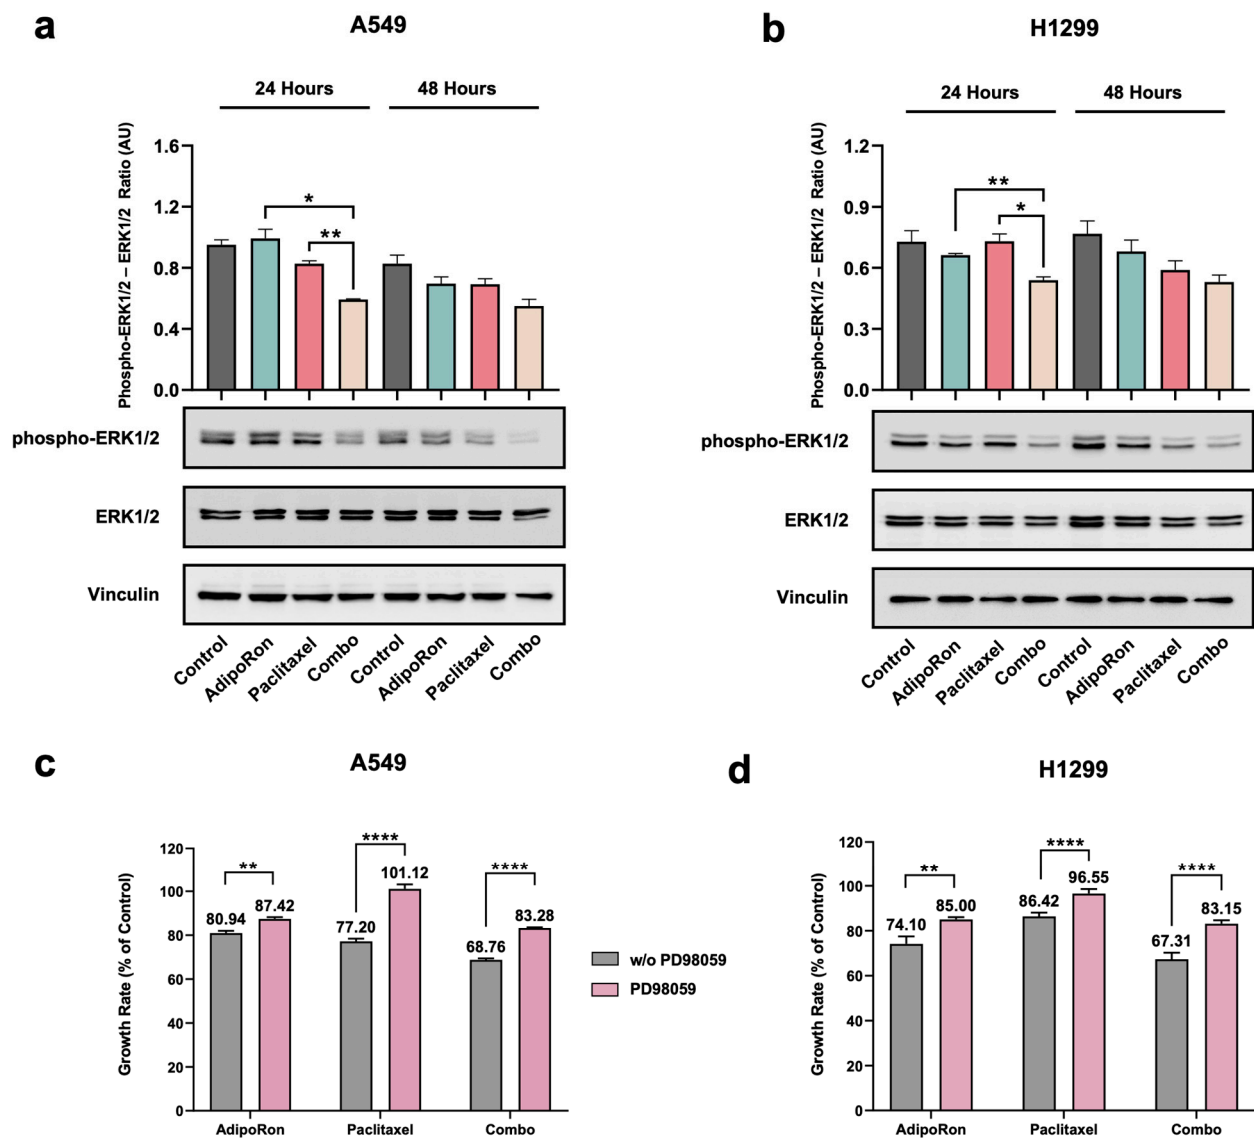 a
A549
24 Hours
48 Hours
Phospho-ERK1/2 – ERK1/2 Ratio (AU)
1.6
1.2
0.8
0.4
0.0
*
**
phospho-ERK1/2
ERK1/2
Vinculin
Control
AdipoRon
Paclitaxel
Combo
Control
AdipoRon
Paclitaxel
Combo
b
H1299
24 Hours
48 Hours
Phospho-ERK1/2 – ERK1/2 Ratio (AU)
1.2
0.9
0.6
0.3
0.0
**
*
phospho-ERK1/2
ERK1/2
Vinculin
Control
AdipoRon
Paclitaxel
Combo
Control
AdipoRon
Paclitaxel
Combo
c
A549
Growth Rate (% of Control)
120
100
80
60
40
20
0
**
****
****
80.94
87.42
77.20
101.12
68.76
83.28
AdipoRon
Paclitaxel
Combo
w/o PD98059
PD98059
d
H1299
Growth Rate (% of Control)
120
100
80
60
40
20
0
**
****
****
74.10
85.00
86.42
96.55
67.31
83.15
AdipoRon
Paclitaxel
Combo